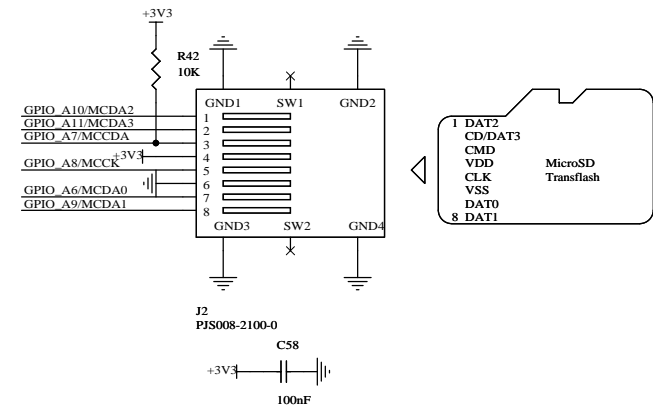 +3V3
R42
10K
GND1 SW1 GND2
GPIO_A10/MCDA2 1
GPIO_A11/MCDA3 2
GPIO_A7/MCCDA 3
+3V3 4
GPIO_A8/MCCK 5
6
GPIO_A6/MCDA0 7
GPIO_A9/MCDA1 8
GND3 SW2 GND4
1 DAT2
CD/DAT3
CMD
VDD
CLK
VSS
DAT0
8 DAT1
MicroSD
Transflash
J2
PJS008-2100-0
C58
+3V3
100nF